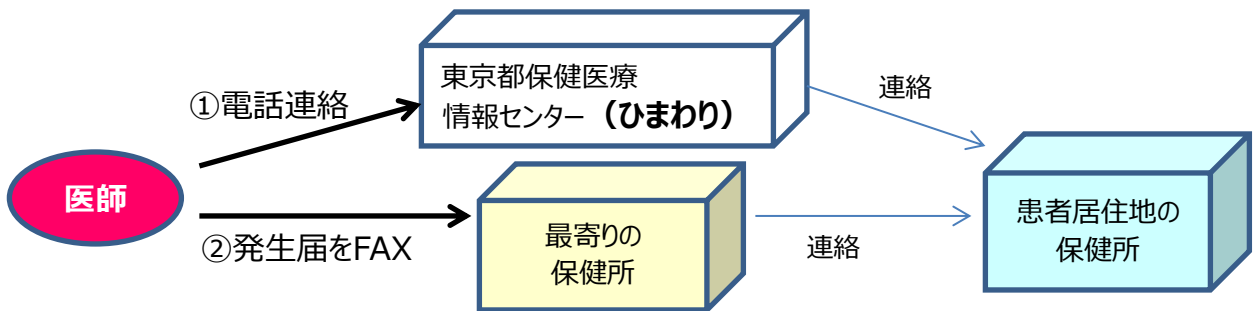 東京都保健医療
情報センター（ひまわり）
連絡
①電話連絡
医師
②発生届をFAX
最寄りの
保健所
連絡
患者居住地の
保健所